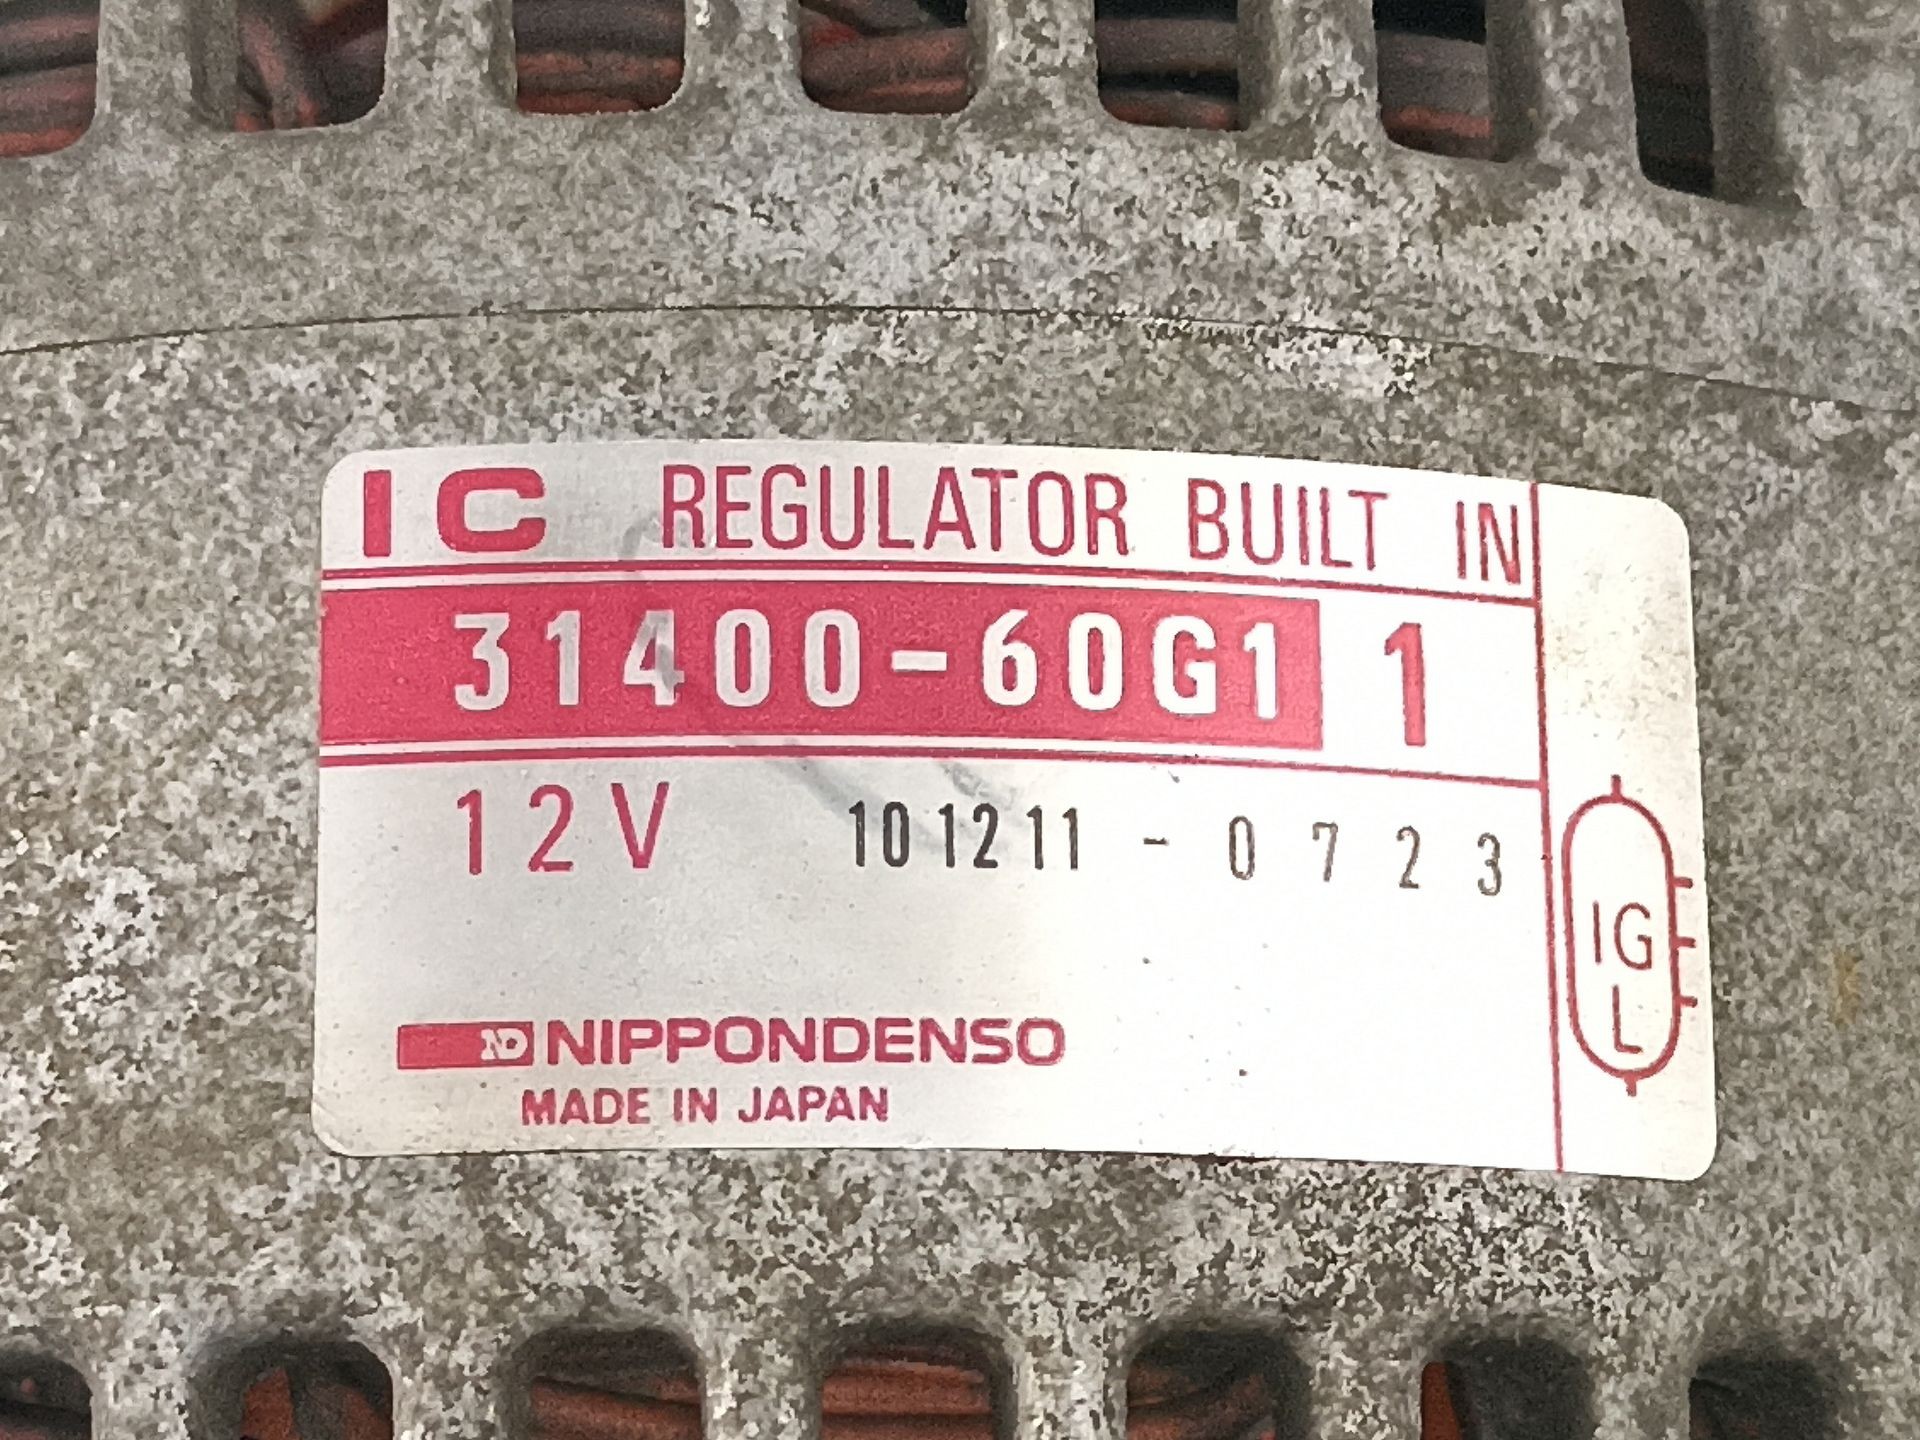 IC REGULATOR BUILT IN
31400-60G1 1
12V 101211-0723
IG
L
ND NIPPONDENSO
MADE IN JAPAN